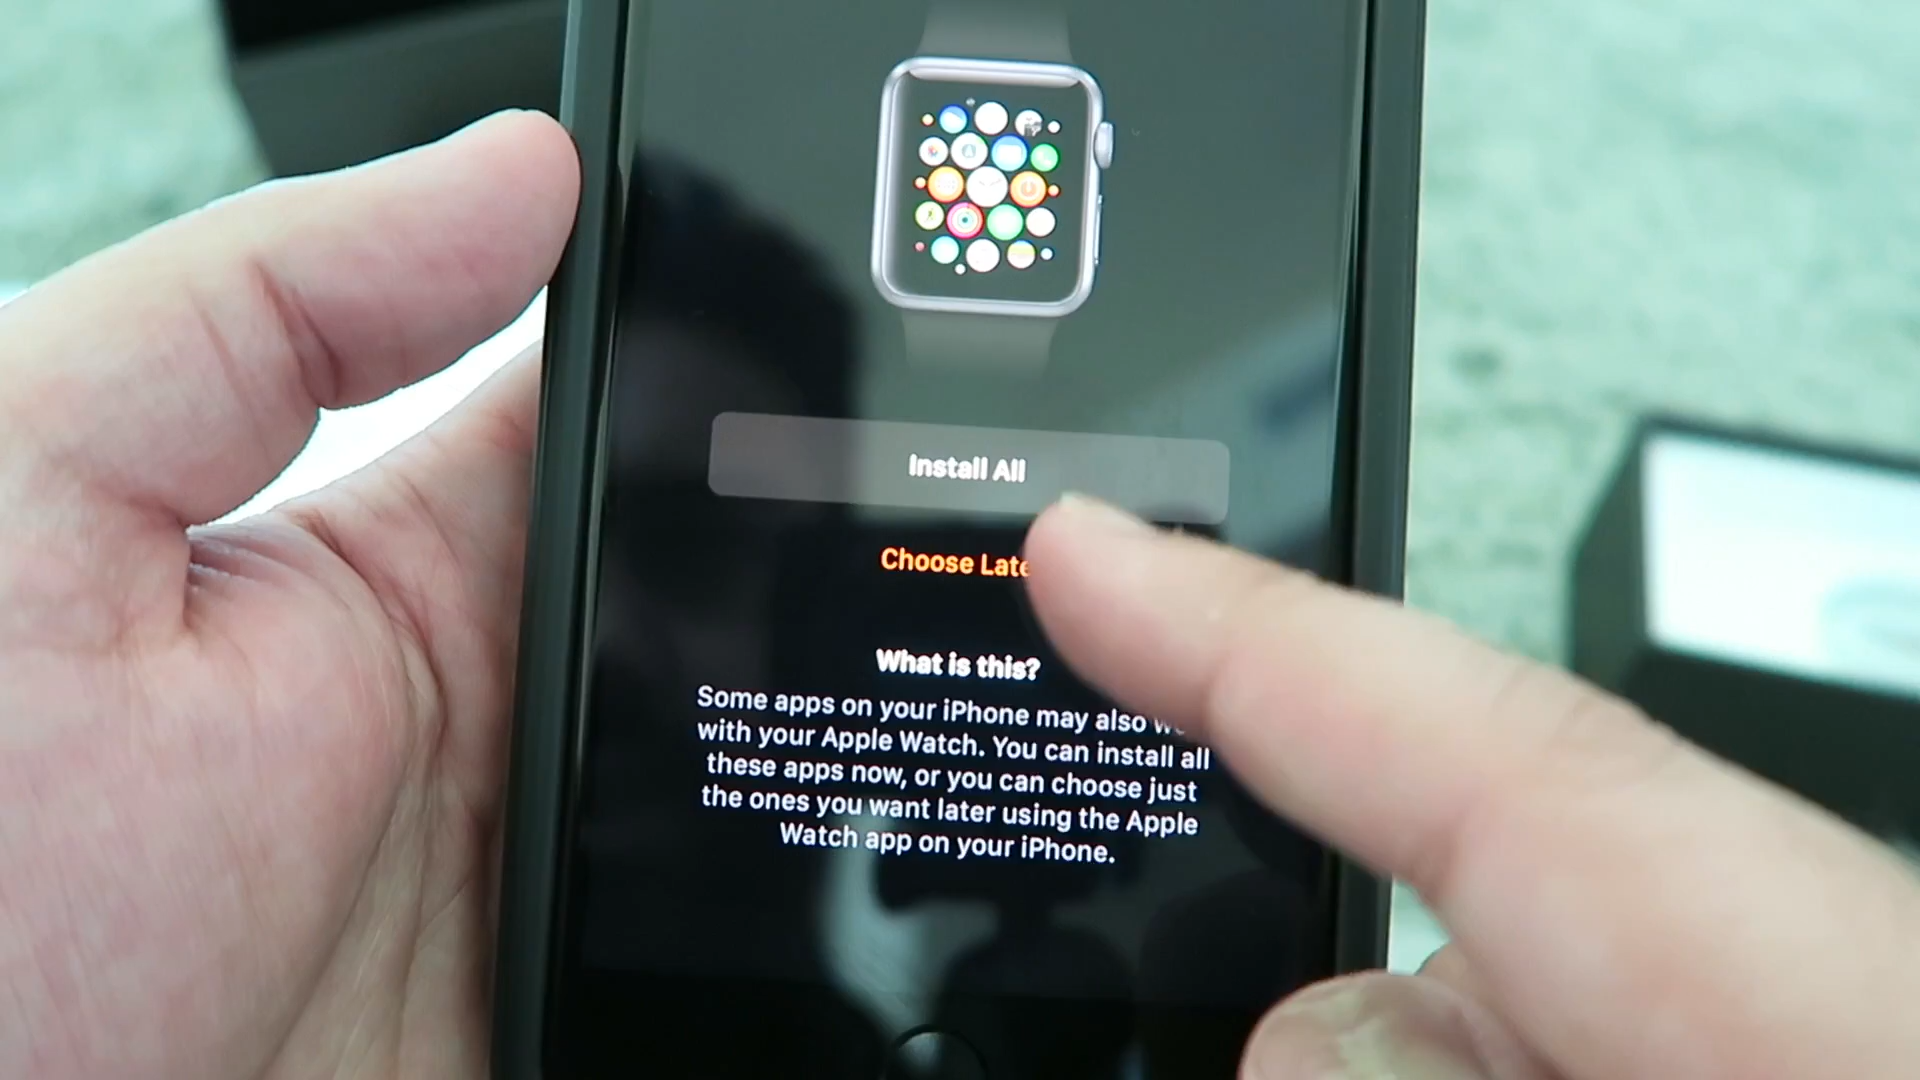 Install All
Choose
What is this?
Some apps on your iPhone may also
with your Apple Watch. You can install all
these apps now, or you can choose just
the ones you want later using the Apple
Watch app on your iPhone.